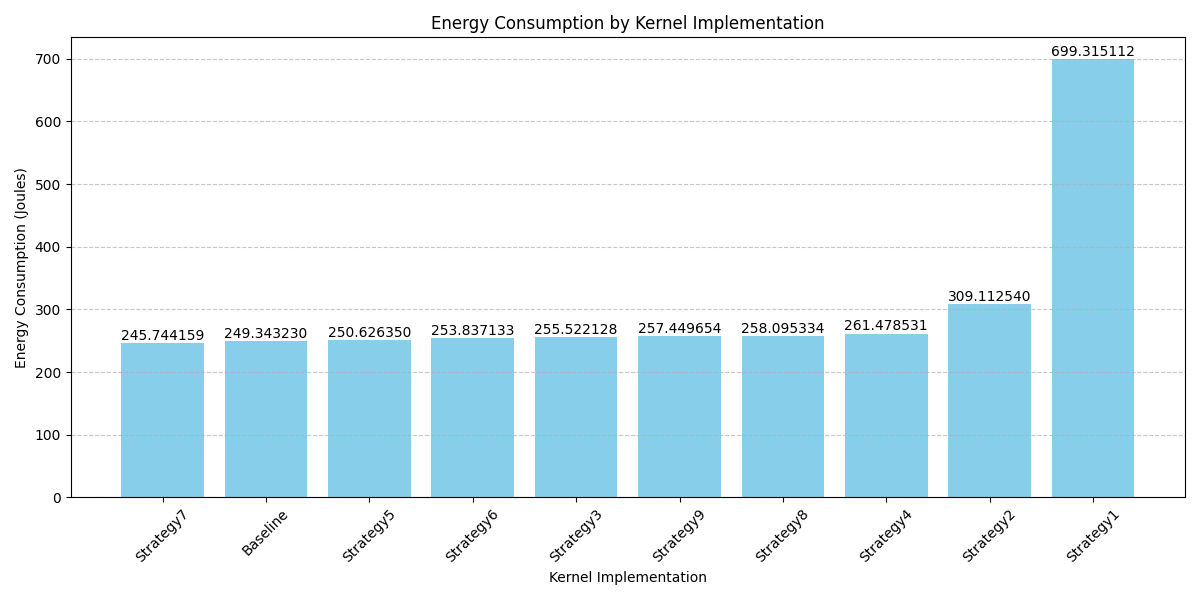 Energy Consumption by Kernel Implementation
Energy Consumption (Joules)
700
600
500
400
300
200
100
0
245.744159
249.343230
250.626350
253.837133
255.522128
257.449654
258.095334
261.478531
309.112540
699.315112
Strategy7
Baseline
Strategy5
Strategy6
Strategy3
Strategy9
Strategy8
Strategy4
Strategy2
Strategy1
Kernel Implementation